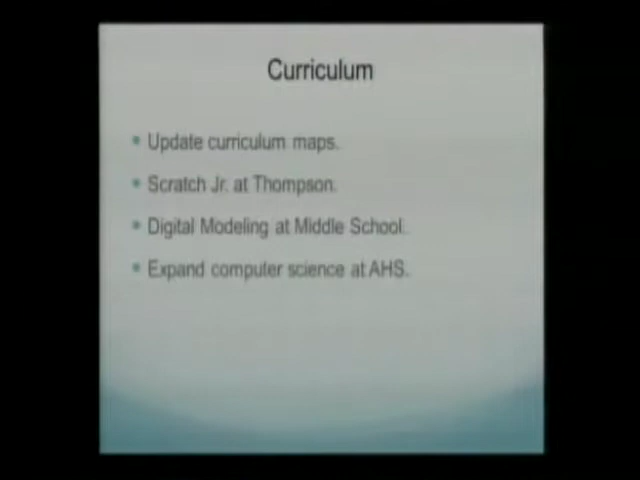 Curriculum
Update curriculum maps.
Scratch Jr. at Thompson.
Digital Modeling at Middle School.
Expand computer science at AHS.